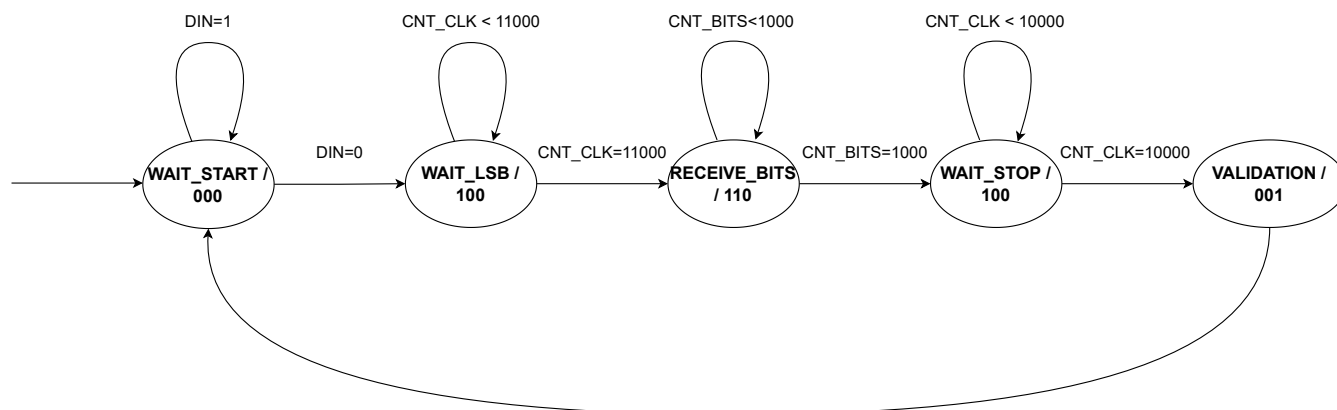 DIN=1
CNT_CLK < 11000
CNT_BITS<1000
CNT_CLK < 10000
WAIT_START /
000
DIN=0
WAIT_LSB /
100
CNT_CLK=11000
RECEIVE_BITS
/ 110
CNT_BITS=1000
WAIT_STOP /
100
CNT_CLK=10000
VALIDATION /
001